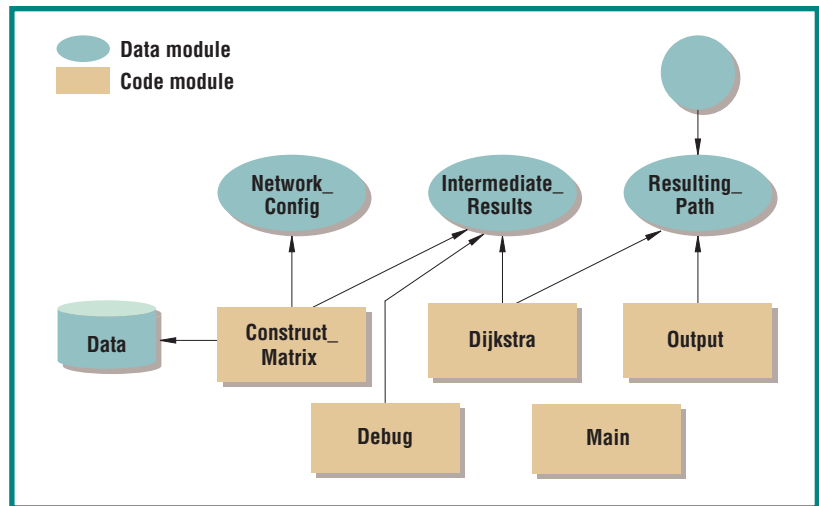 Data module
Code module
Network_
Config
Intermediate_
Results
Resulting_
Path
Data
Construct_
Matrix
Dijkstra
Output
Debug
Main